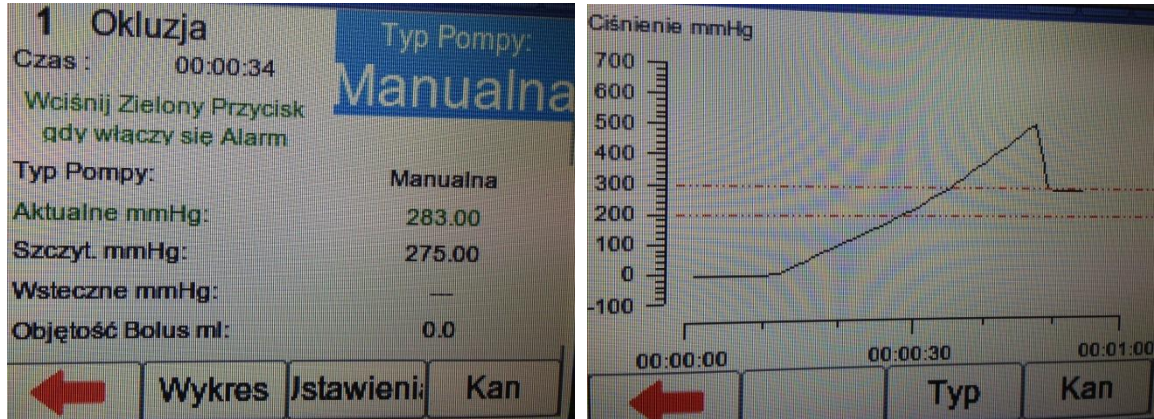 1 Okluzja
Typ Pompy:
Manualna
Czas : 00:00:34
Wciśnij Zielony Przycisk
gdy włączy się Alarm
Typ Pompy: Manualna
Aktualne mmHg: 283.00
Szczyt. mmHg: 275.00
Wsteczne mmHg: ---
Objętość Bolus ml: 0.0
Wykres Jstawieni Kan
Ciśnienie mmHg
700
600
500
400
300
200
100
0
-100
00:00:00 00:00:30 00:01:00
Typ Kan